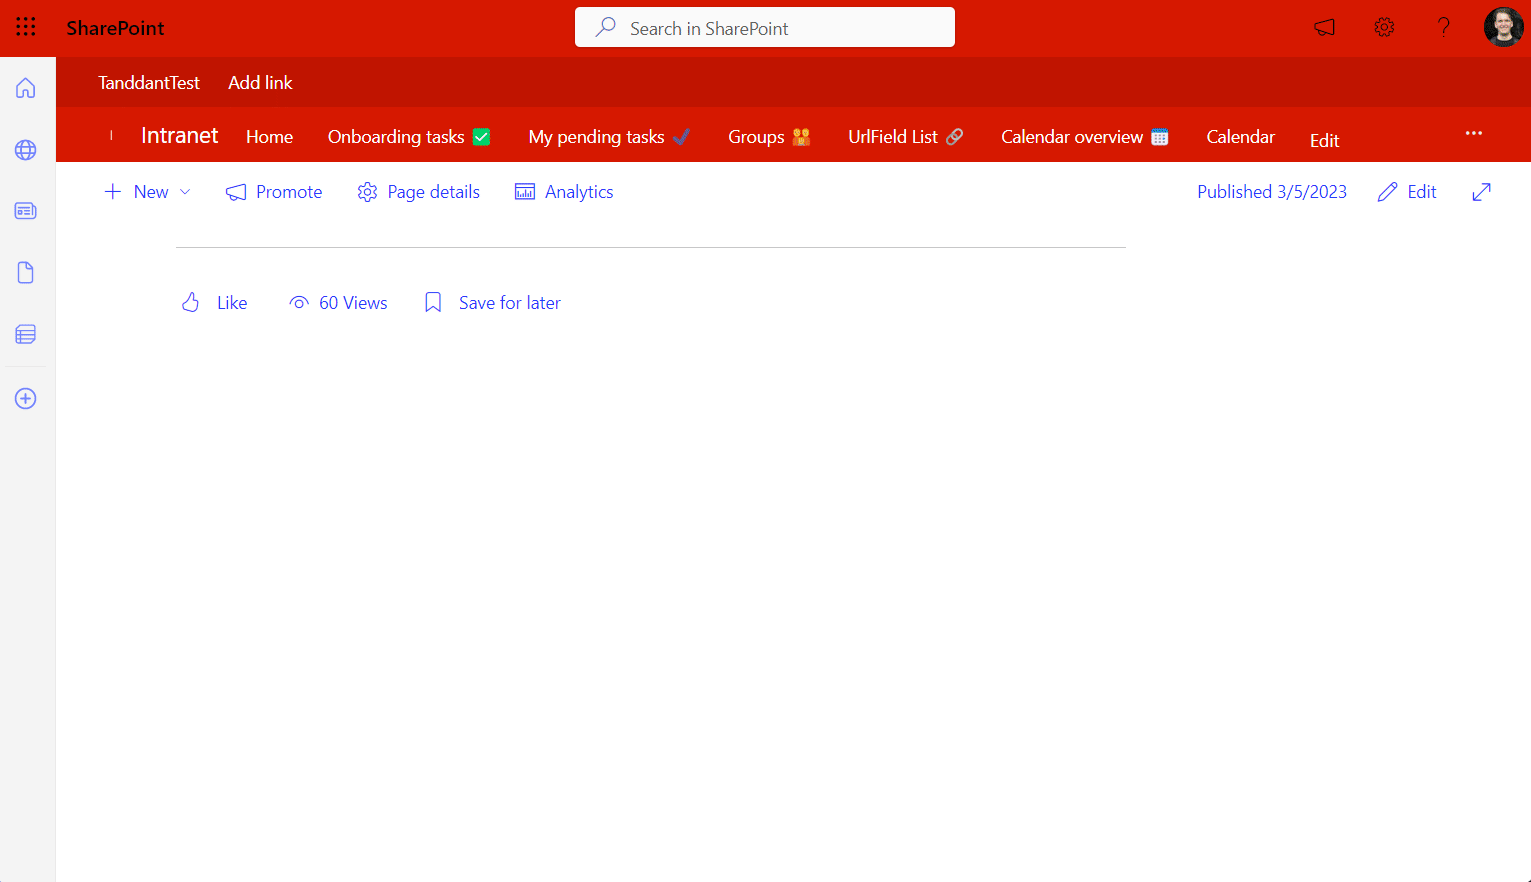 SharePoint
Search in SharePoint
?
TanddantTest Add link
Intranet Home Onboarding tasks ✅ My pending tasks ✔️ Groups 👨‍👩‍👧‍👦 UrlField List 🔗 Calendar overview 📅 Calendar Edit ...
New Promote Page details Analytics Published 3/5/2023 Edit
Like 60 Views Save for later